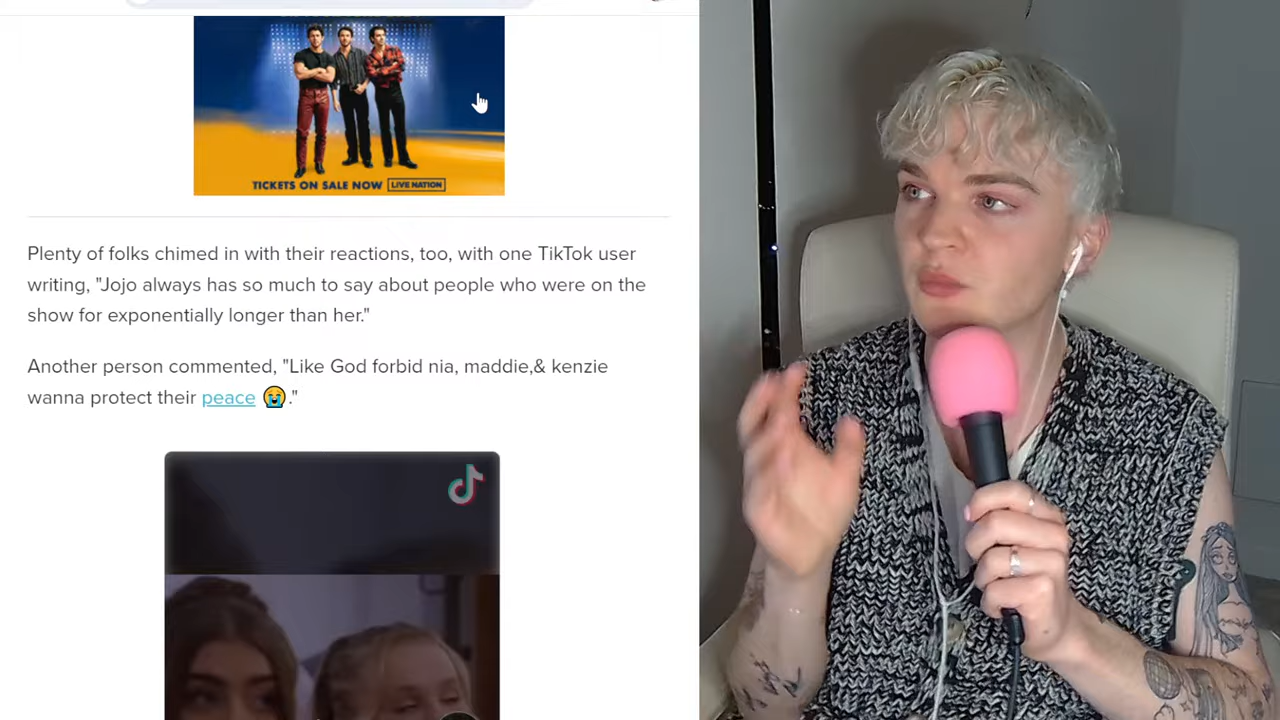 TICKETS ON SALE NOW LIVE NATION
Plenty of folks chimed in with their reactions, too, with one TikTok user
writing, "Jojo always has so much to say about people who were on the
show for exponentially longer than her."
Another person commented, "Like God forbid nia, maddie,& kenzie
wanna protect their peace 😭."